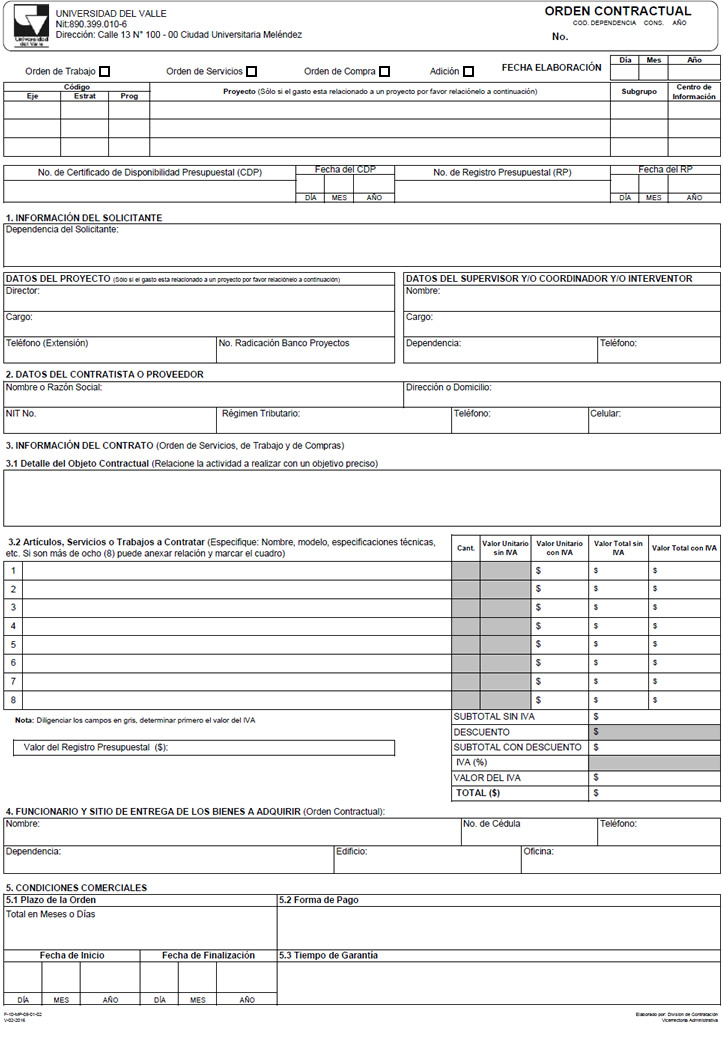 UNIVERSIDAD DEL VALLE
Nit:890.399.010-6
Dirección: Calle 13 N° 100 - 00 Ciudad Universitaria Meléndez
Universidad
del Valle
ORDEN CONTRACTUAL
COD. DEPENDENCIA CONS. AÑO
No.
Orden de Trabajo
Orden de Servicios
Orden de Compra
Adición
FECHA ELABORACIÓN
Día Mes Año
Código
Eje Estrat Prog
Proyecto (Sólo si el gasto esta relacionado a un proyecto por favor relaciónelo a continuación)
Subgrupo
Centro de
Información
No. de Certificado de Disponibilidad Presupuestal (CDP)
Fecha del CDP
DÍA MES AÑO
No. de Registro Presupuestal (RP)
Fecha del RP
DÍA MES AÑO
1. INFORMACIÓN DEL SOLICITANTE
Dependencia del Solicitante:
DATOS DEL PROYECTO (Sólo si el gasto esta relacionado a un proyecto por favor relaciónelo a continuación)
Director:
Cargo:
Teléfono (Extensión)
No. Radicación Banco Proyectos
DATOS DEL SUPERVISOR Y/O COORDINADOR Y/O INTERVENTOR
Nombre:
Cargo:
Dependencia:
Teléfono:
2. DATOS DEL CONTRATISTA O PROVEEDOR
Nombre o Razón Social:
Dirección o Domicilio:
NIT No.
Régimen Tributario:
Teléfono:
Celular:
3. INFORMACIÓN DEL CONTRATO (Orden de Servicios, de Trabajo y de Compras)
3.1 Detalle del Objeto Contractual (Relacione la actividad a realizar con un objetivo preciso)
3.2 Artículos, Servicios o Trabajos a Contratar (Especifique: Nombre, modelo, especificaciones técnicas,
etc. Si son más de ocho (8) puede anexar relación y marcar el cuadro)
Cant.
Valor Unitario
sin IVA
Valor Unitario
con IVA
Valor Total sin
IVA
Valor Total con IVA
1 $ $ $
2 $ $ $
3 $ $ $
4 $ $ $
5 $ $ $
6 $ $ $
7 $ $ $
8 $ $ $
Nota: Diligenciar los campos en gris, determinar primero el valor del IVA
Valor del Registro Presupuestal ($):
SUBTOTAL SIN IVA $
DESCUENTO $
SUBTOTAL CON DESCUENTO $
IVA (%)
VALOR DEL IVA $
TOTAL ($) $
4. FUNCIONARIO Y SITIO DE ENTREGA DE LOS BIENES A ADQUIRIR (Orden Contractual):
Nombre:
No. de Cédula
Teléfono:
Dependencia:
Edificio:
Oficina:
5. CONDICIONES COMERCIALES
5.1 Plazo de la Orden
5.2 Forma de Pago
Total en Meses o Días
Fecha de Inicio
Fecha de Finalización
5.3 Tiempo de Garantía
DÍA MES AÑO DÍA MES AÑO
F-10-MP-09-01-02
V-02-2016
Elaborado por: División de Contratación
Vicerrectoría Administrativa